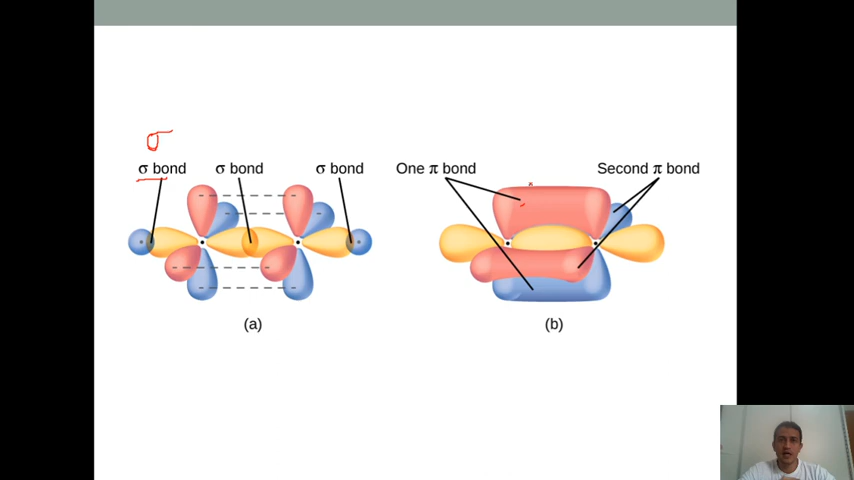 σ
σ bond σ bond σ bond One π bond Second π bond
(a) (b)